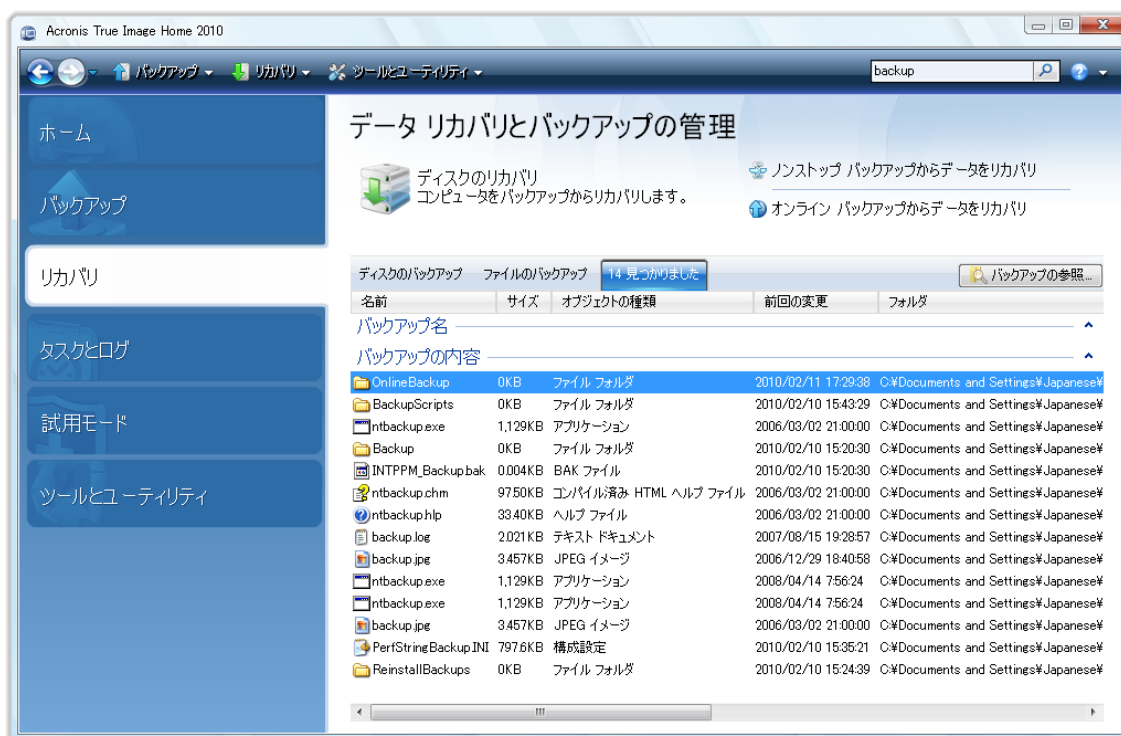 Acronis True Image Home 2010
バックアップ リカバリ ツールとユーティリティ backup
ホーム
バックアップ
リカバリ
タスクとログ
試用モード
ツールとユーティリティ
データ リカバリとバックアップの管理
ディスクのリカバリ
コンピュータをバックアップからリカバリします。
ノンストップ バックアップからデータをリカバリ
オンライン バックアップからデータをリカバリ
ディスクのバックアップ ファイルのバックアップ 14 見つかりました バックアップの参照...
名前 サイズ オブジェクトの種類 前回の変更 フォルダ
バックアップ名
バックアップの内容
OnlineBackup 0KB ファイル フォルダ 2010/02/11 17:29:38 C:¥Documents and Settings¥Japanese¥
BackupScripts 0KB ファイル フォルダ 2010/02/10 15:43:29 C:¥Documents and Settings¥Japanese¥
ntbackup.exe 1,129KB アプリケーション 2006/03/02 21:00:00 C:¥Documents and Settings¥Japanese¥
Backup 0KB ファイル フォルダ 2010/02/10 15:20:30 C:¥Documents and Settings¥Japanese¥
INTPPM_Backup.bak 0.004KB BAK ファイル 2010/02/10 15:20:30 C:¥Documents and Settings¥Japanese¥
ntbackup.chm 97.50KB コンパイル済み HTML ヘルプ ファイル 2006/03/02 21:00:00 C:¥Documents and Settings¥Japanese¥
ntbackup.hlp 33.40KB ヘルプ ファイル 2006/03/02 21:00:00 C:¥Documents and Settings¥Japanese¥
backup.log 2.021KB テキスト ドキュメント 2007/08/15 19:28:57 C:¥Documents and Settings¥Japanese¥
backup.jpg 3.457KB JPEG イメージ 2006/12/29 18:40:58 C:¥Documents and Settings¥Japanese¥
ntbackup.exe 1,129KB アプリケーション 2008/04/14 7:56:24 C:¥Documents and Settings¥Japanese¥
ntbackup.exe 1,129KB アプリケーション 2008/04/14 7:56:24 C:¥Documents and Settings¥Japanese¥
backup.jpg 3.457KB JPEG イメージ 2006/03/02 21:00:00 C:¥Documents and Settings¥Japanese¥
PerfStringBackup.INI 797.6KB 構成設定 2010/02/10 15:35:21 C:¥Documents and Settings¥Japanese¥
ReinstallBackups 0KB ファイル フォルダ 2010/02/10 15:24:39 C:¥Documents and Settings¥Japanese¥